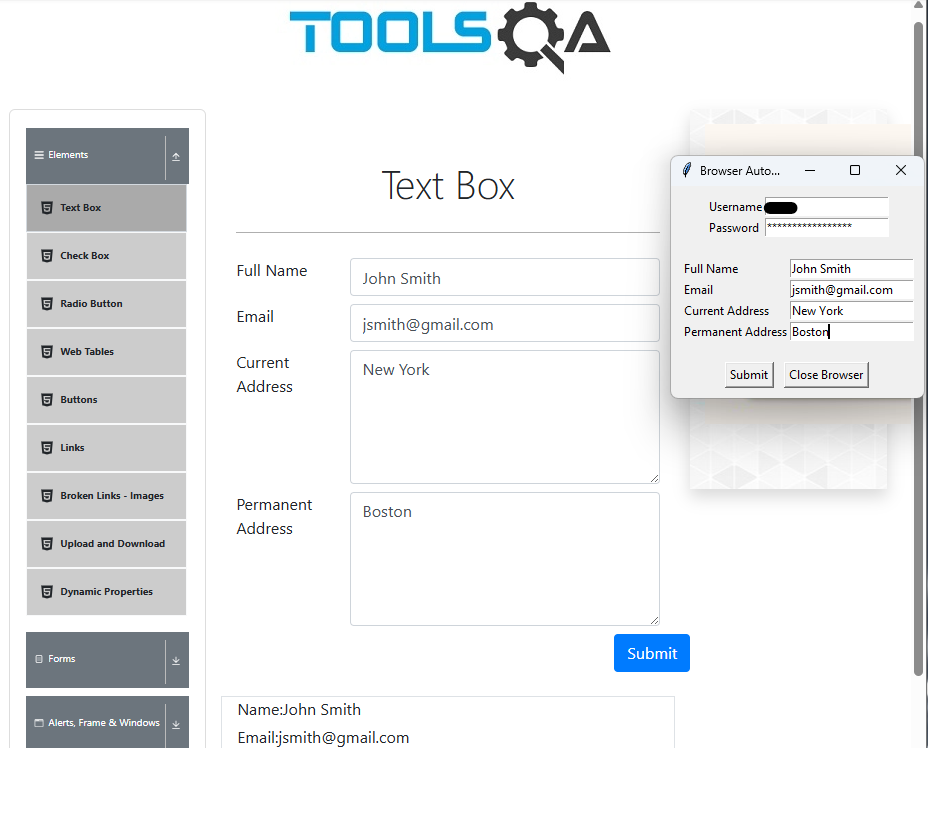 TOOLSQA
Elements
Text Box
Check Box
Radio Button
Web Tables
Buttons
Links
Broken Links - Images
Upload and Download
Dynamic Properties
Forms
Alerts, Frame & Windows
Text Box
Full Name
John Smith
Email
jsmith@gmail.com
Current
Address
New York
Permanent
Address
Boston
Submit
Name:John Smith
Email:jsmith@gmail.com
Browser Auto...
Username
Password *****************
Full Name John Smith
Email jsmith@gmail.com
Current Address New York
Permanent Address Boston
Submit Close Browser